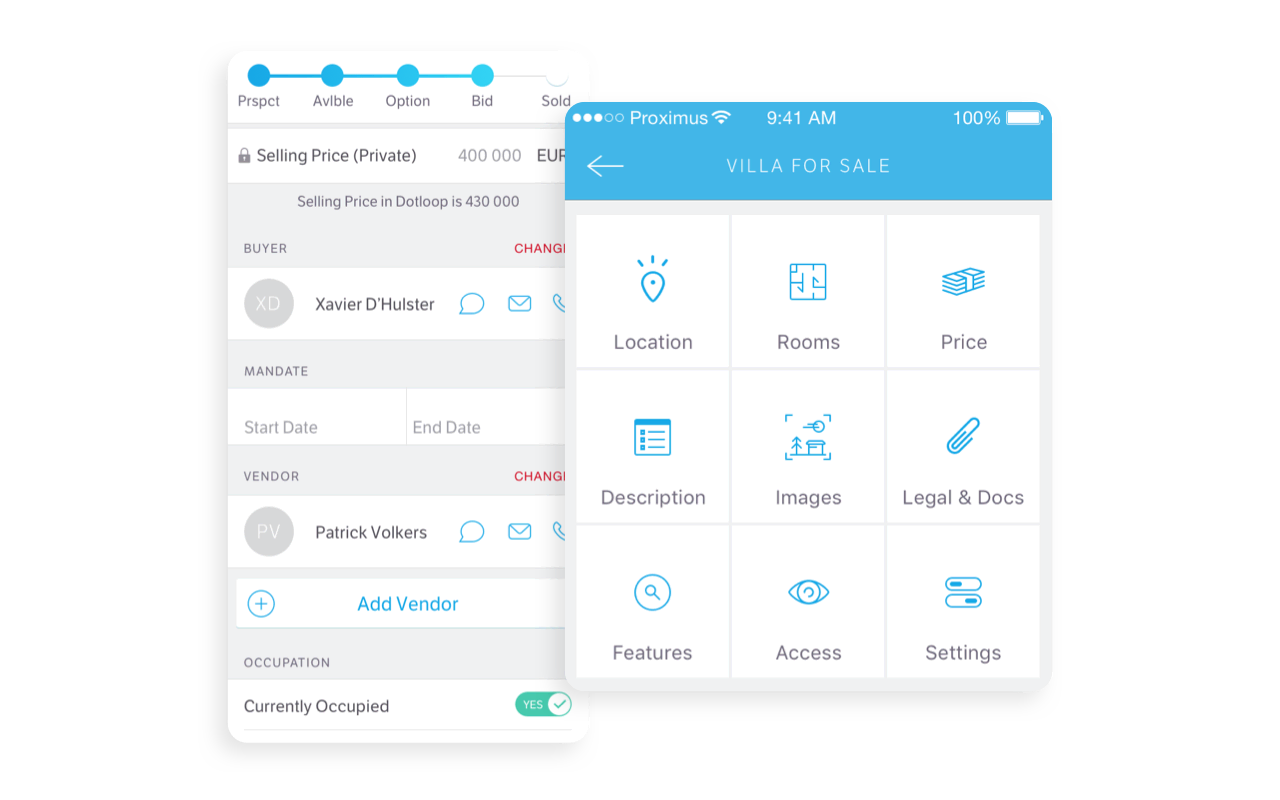 Prspct Avlble Option Bid Sold
Selling Price (Private) 400 000 EUR
Selling Price in Dotloop is 430 000
BUYER CHANGE
XD Xavier D'Hulster
MANDATE
Start Date End Date
VENDOR CHANGE
PV Patrick Volkers
Add Vendor
OCCUPATION
Currently Occupied YES
Proximus 9:41 AM 100%
VILLA FOR SALE
Location Rooms Price
Description Images Legal & Docs
Features Access Settings